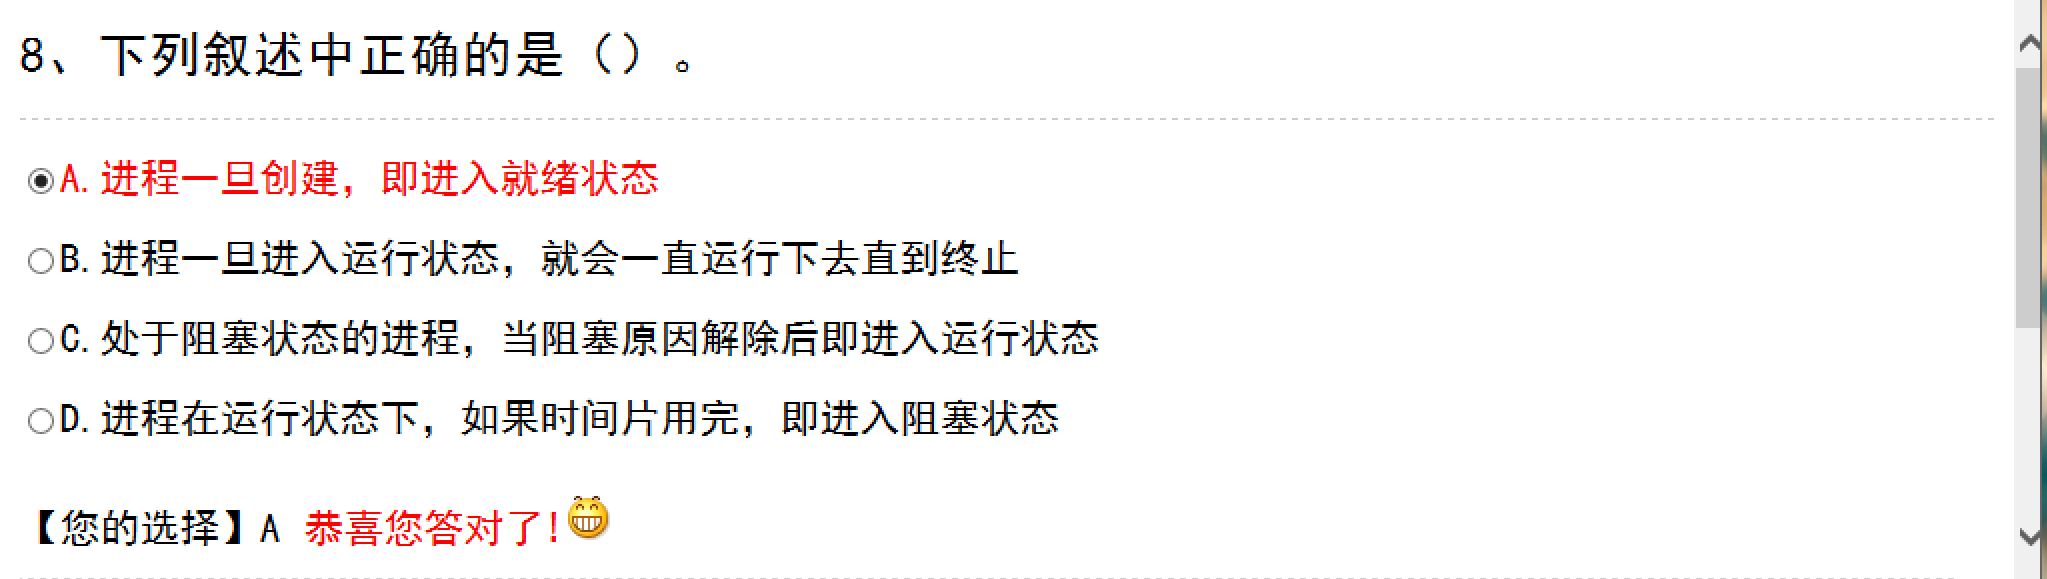 8、下列叙述中正确的是（）。
A.进程一旦创建，即进入就绪状态
B.进程一旦进入运行状态，就会一直运行下去直到终止
C.处于阻塞状态的进程，当阻塞原因解除后即进入运行状态
D.进程在运行状态下，如果时间片用完，即进入阻塞状态
【您的选择】A 恭喜您答对了!